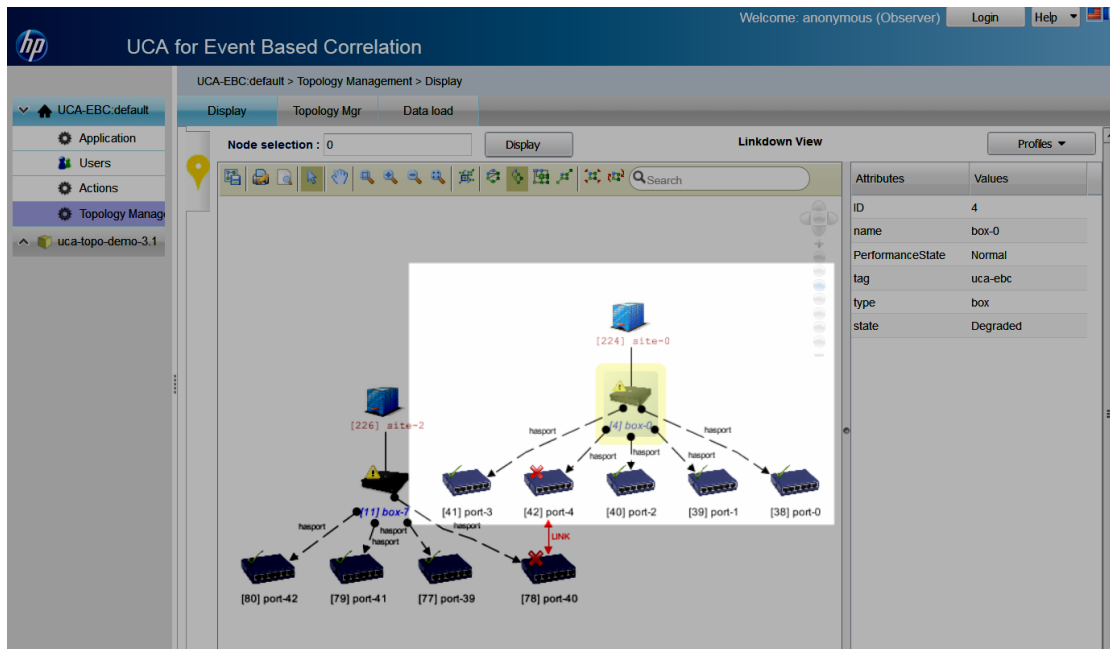 Welcome: anonymous (Observer) Login Help
hp UCA for Event Based Correlation
UCA-EBC:default > Topology Management > Display
UCA-EBC:default
Application
Users
Actions
Topology Manag
uca-topo-demo-3.1
Display Topology Mgr Data load
Node selection : 0 Display Linkdown View Profiles
Search
Attributes Values
ID 4
name box-0
PerformanceState Normal
tag uca-ebc
type box
state Degraded
[224] site-0
[4] box-0
hasport hasport hasport hasport hasport
[41] port-3 [42] port-4 [40] port-2 [39] port-1 [38] port-0
[226] site-2
[11] box-7
hasport hasport hasport hasport
LINK
[80] port-42 [79] port-41 [77] port-39 [78] port-40